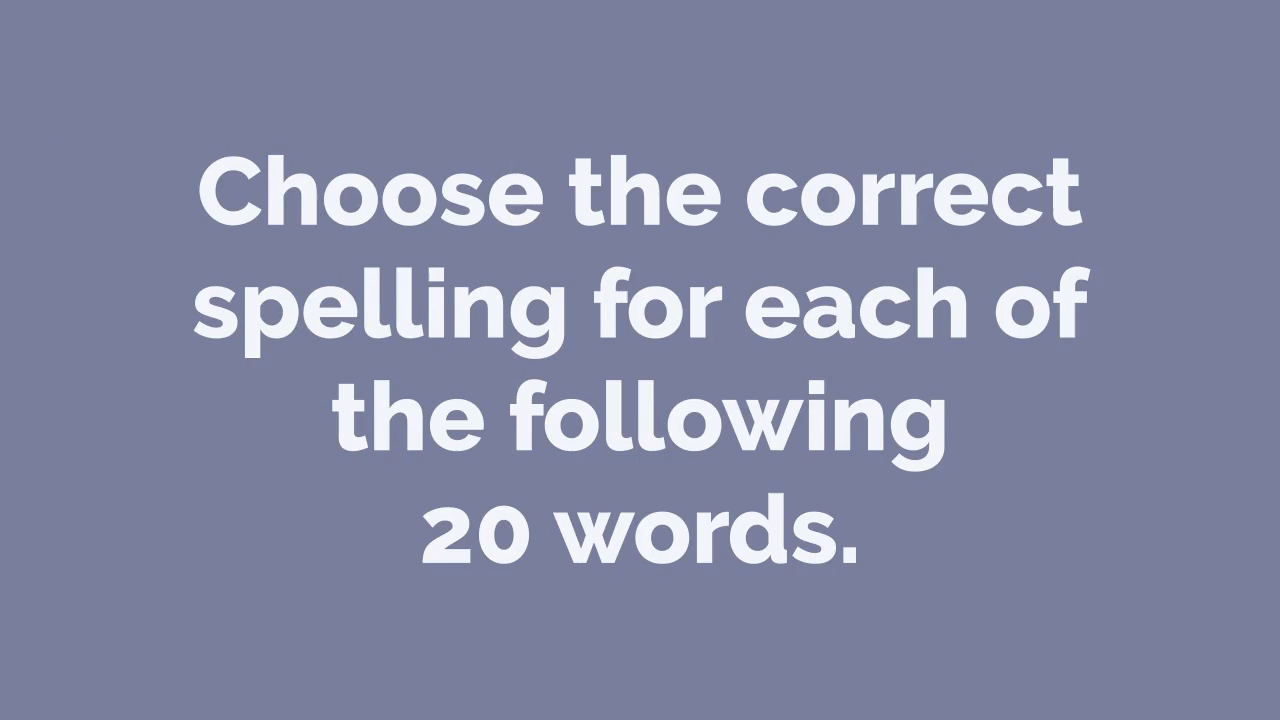 Choose the correct
spelling for each of
the following
20 words.